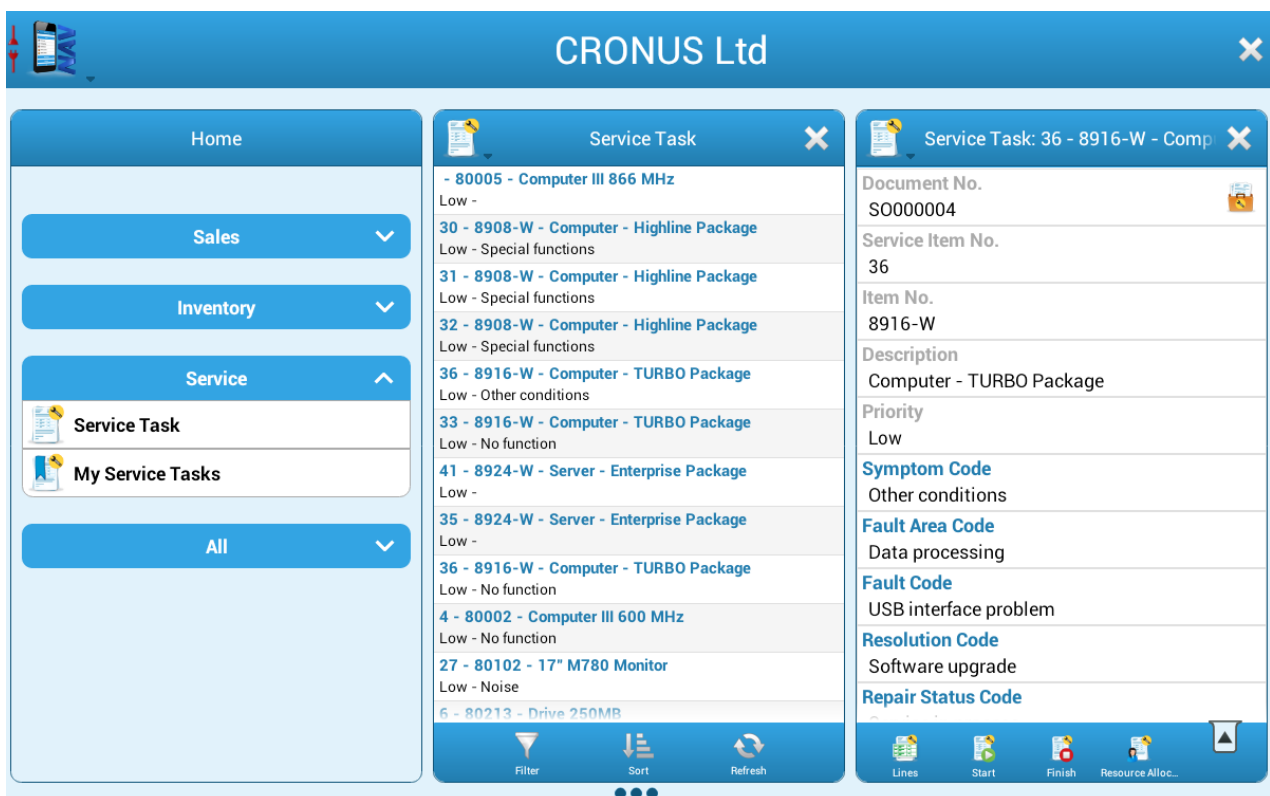 NAV
CRONUS Ltd
Home
Sales
Inventory
Service
Service Task
My Service Tasks
All
Service Task
- 80005 - Computer III 866 MHz
Low -
30 - 8908-W - Computer - Highline Package
Low - Special functions
31 - 8908-W - Computer - Highline Package
Low - Special functions
32 - 8908-W - Computer - Highline Package
Low - Special functions
36 - 8916-W - Computer - TURBO Package
Low - Other conditions
33 - 8916-W - Computer - TURBO Package
Low - No function
41 - 8924-W - Server - Enterprise Package
Low -
35 - 8924-W - Server - Enterprise Package
Low -
36 - 8916-W - Computer - TURBO Package
Low - No function
4 - 80002 - Computer III 600 MHz
Low - No function
27 - 80102 - 17" M780 Monitor
Low - Noise
6 - 80213 - Drive 250MB
Filter Sort Refresh
Service Task: 36 - 8916-W - Comp
Document No.
SO000004
Service Item No.
36
Item No.
8916-W
Description
Computer - TURBO Package
Priority
Low
Symptom Code
Other conditions
Fault Area Code
Data processing
Fault Code
USB interface problem
Resolution Code
Software upgrade
Repair Status Code
Lines Start Finish Resource Alloc...